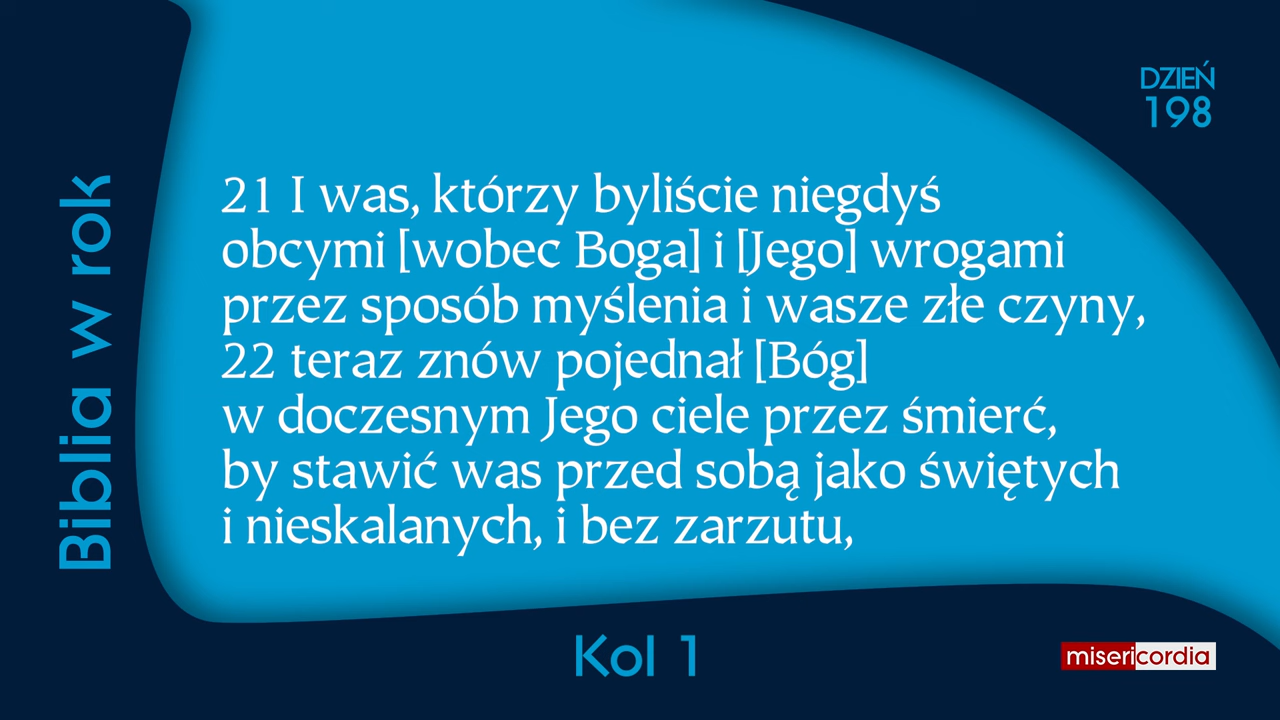 DZIEŃ
198
Biblia w rok
21 I was, którzy byliście niegdyś
obcymi [wobec Boga] i [Jego] wrogami
przez sposób myślenia i wasze złe czyny,
22 teraz znów pojednał [Bóg]
w doczesnym Jego ciele przez śmierć,
by stawić was przed sobą jako świętych
i nieskalanych, i bez zarzutu,
Kol 1
misericordia